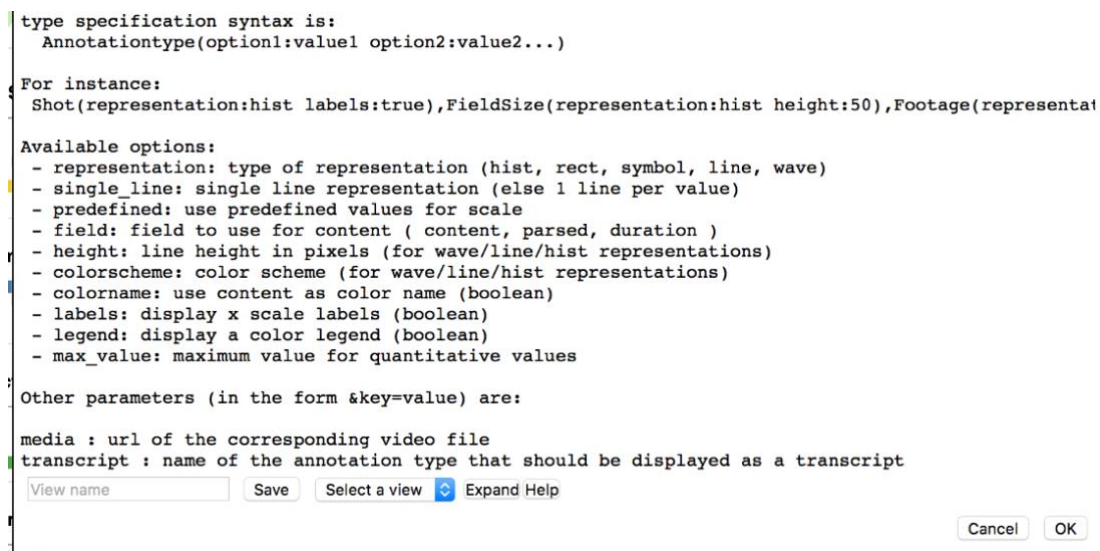 type specification syntax is:
Annotationtype(option1:value1 option2:value2...)
For instance:
Shot(representation:hist labels:true),FieldSize(representation:hist height:50),Footage(representat
Available options:
- representation: type of representation (hist, rect, symbol, line, wave)
- single_line: single line representation (else 1 line per value)
- predefined: use predefined values for scale
- field: field to use for content ( content, parsed, duration )
- height: line height in pixels (for wave/line/hist representations)
- colorscheme: color scheme (for wave/line/hist representations)
- colorname: use content as color name (boolean)
- labels: display x scale labels (boolean)
- legend: display a color legend (boolean)
- max_value: maximum value for quantitative values
Other parameters (in the form &key=value) are:
media : url of the corresponding video file
transcript : name of the annotation type that should be displayed as a transcript
View name Save Select a view Expand Help
Cancel OK